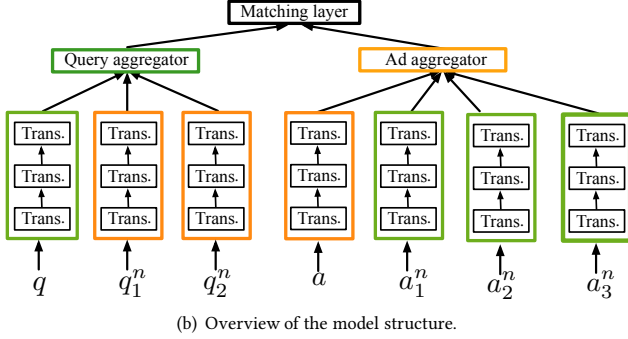 Matching layer
Query aggregator Ad aggregator
Trans. Trans. Trans. Trans. Trans. Trans. Trans.
Trans. Trans. Trans. Trans. Trans. Trans. Trans.
Trans. Trans. Trans. Trans. Trans. Trans. Trans.
q q_1^n q_2^n a a_1^n a_2^n a_3^n
(b) Overview of the model structure.